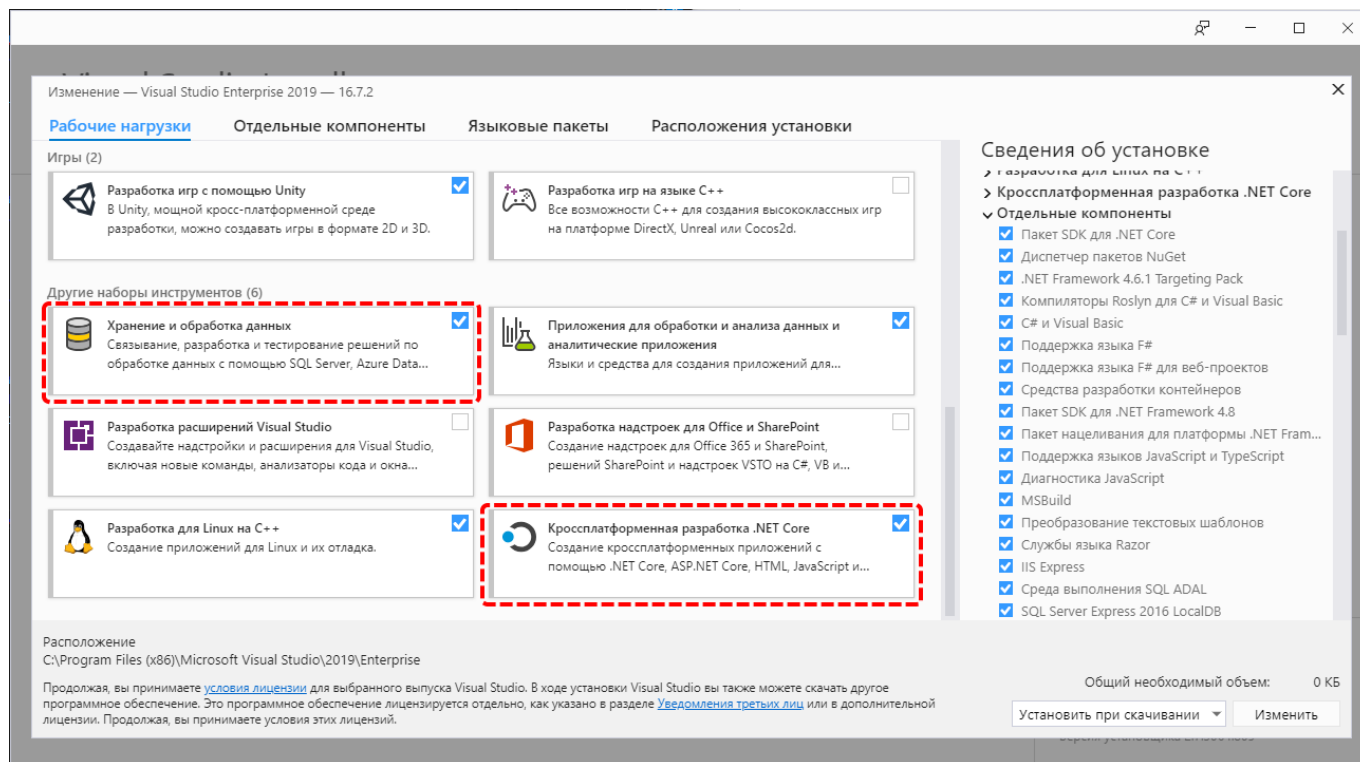 Изменение — Visual Studio Enterprise 2019 — 16.7.2
Рабочие нагрузки
Отдельные компоненты
Языковые пакеты
Расположения установки
Игры (2)
Разработка игр с помощью Unity
В Unity, мощной кросс-платформенной среде
разработки, можно создавать игры в формате 2D и 3D.
Разработка игр на языке C++
Все возможности C++ для создания высококлассных игр
на платформе DirectX, Unreal или Cocos2d.
Другие наборы инструментов (6)
Хранение и обработка данных
Связывание, разработка и тестирование решений по
обработке данных с помощью SQL Server, Azure Data...
Приложения для обработки и анализа данных и
аналитические приложения
Языки и средства для создания приложений для...
Разработка расширений Visual Studio
Создавайте надстройки и расширения для Visual Studio,
включая новые команды, анализаторы кода и окна...
Разработка надстроек для Office и SharePoint
Создание надстроек для Office 365 и SharePoint,
решений SharePoint и надстроек VSTO на C#, VB и...
Разработка для Linux на C++
Создание приложений для Linux и их отладка.
Кроссплатформенная разработка .NET Core
Создание кроссплатформенных приложений с
помощью .NET Core, ASP.NET Core, HTML, JavaScript и...
Сведения об установке
Разработка для Linux на C++
Кроссплатформенная разработка .NET Core
Отдельные компоненты
Пакет SDK для .NET Core
Диспетчер пакетов NuGet
.NET Framework 4.6.1 Targeting Pack
Компиляторы Roslyn для C# и Visual Basic
C# и Visual Basic
Поддержка языка F#
Поддержка языка F# для веб-проектов
Средства разработки контейнеров
Пакет SDK для .NET Framework 4.8
Пакет нацеливания для платформы .NET Fram...
Поддержка языков JavaScript и TypeScript
Диагностика JavaScript
MSBuild
Преобразование текстовых шаблонов
Службы языка Razor
IIS Express
Среда выполнения SQL ADAL
SQL Server Express 2016 LocalDB
Расположение
C:\Program Files (x86)\Microsoft Visual Studio\2019\Enterprise
Продолжая, вы принимаете условия лицензии для выбранного выпуска Visual Studio. В ходе установки Visual Studio вы также можете скачать другое
программное обеспечение. Это программное обеспечение лицензируется отдельно, как указано в разделе Уведомления третьих лиц или в дополнительной
лицензии. Продолжая, вы принимаете условия этих лицензий.
Общий необходимый объем: 0 КБ
Установить при скачивании
Изменить